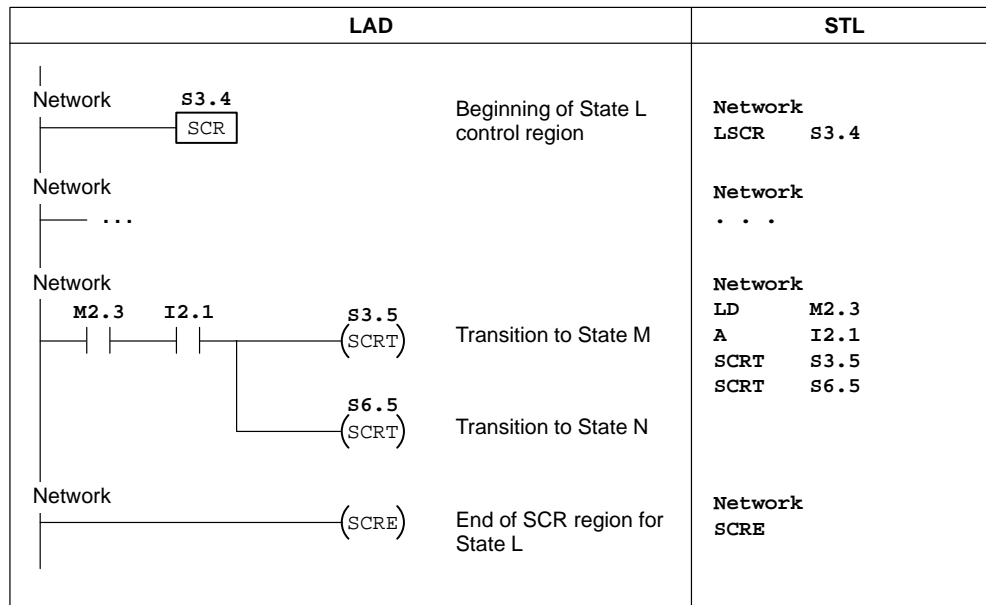 LAD
STL
Network
S3.4
SCR
Beginning of State L
control region
Network
LSCR S3.4
Network
...
Network
. . .
Network
M2.3 I2.1
S3.5
(SCRT)
Transition to State M
S6.5
(SCRT)
Transition to State N
Network
LD M2.3
A I2.1
SCRT S3.5
SCRT S6.5
Network
(SCRE)
End of SCR region for
State L
Network
SCRE